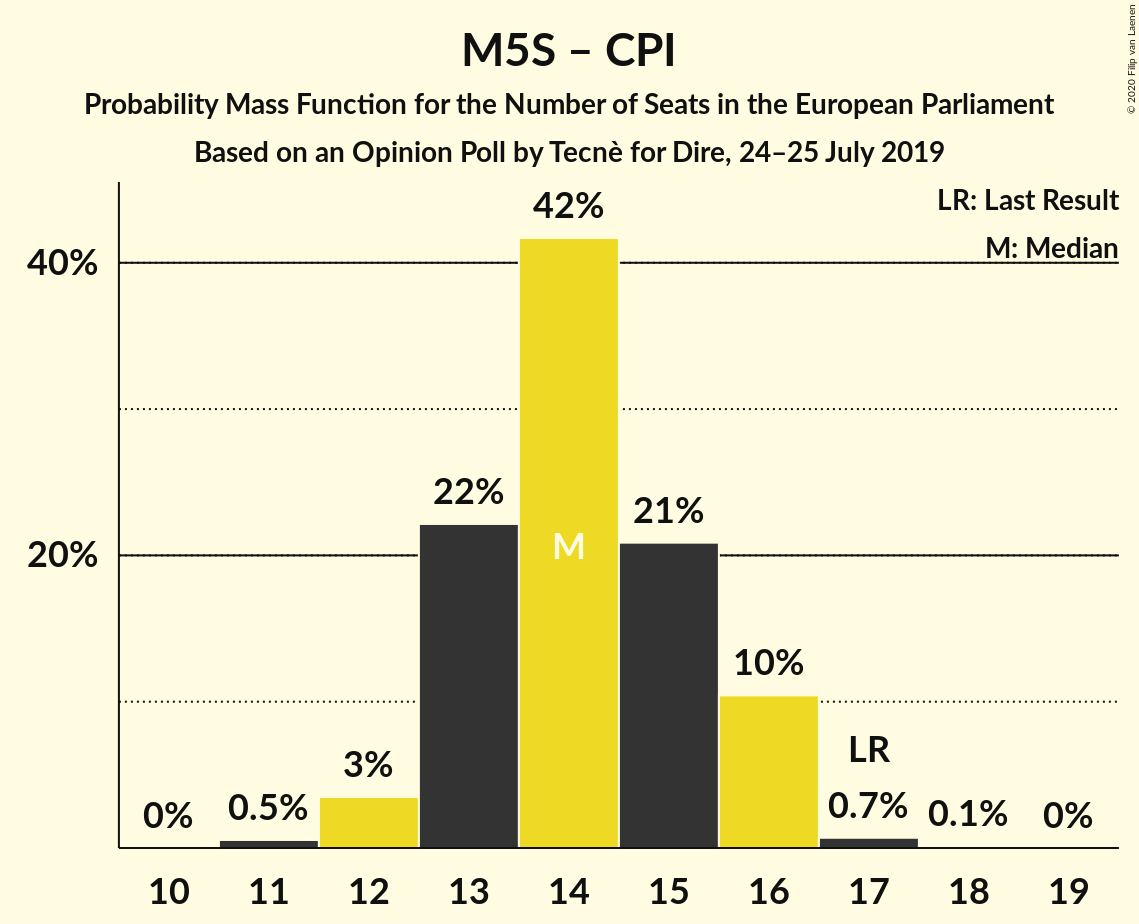 M5S – CPI
Probability Mass Function for the Number of Seats in the European Parliament
Based on an Opinion Poll by Tecnè for Dire, 24–25 July 2019
© 2020 Filip van Laenen
LR: Last Result
M: Median
40%
20%
0%
0.5%
3%
22%
42%
M
21%
10%
LR
0.7%
0.1%
0%
10 11 12 13 14 15 16 17 18 19